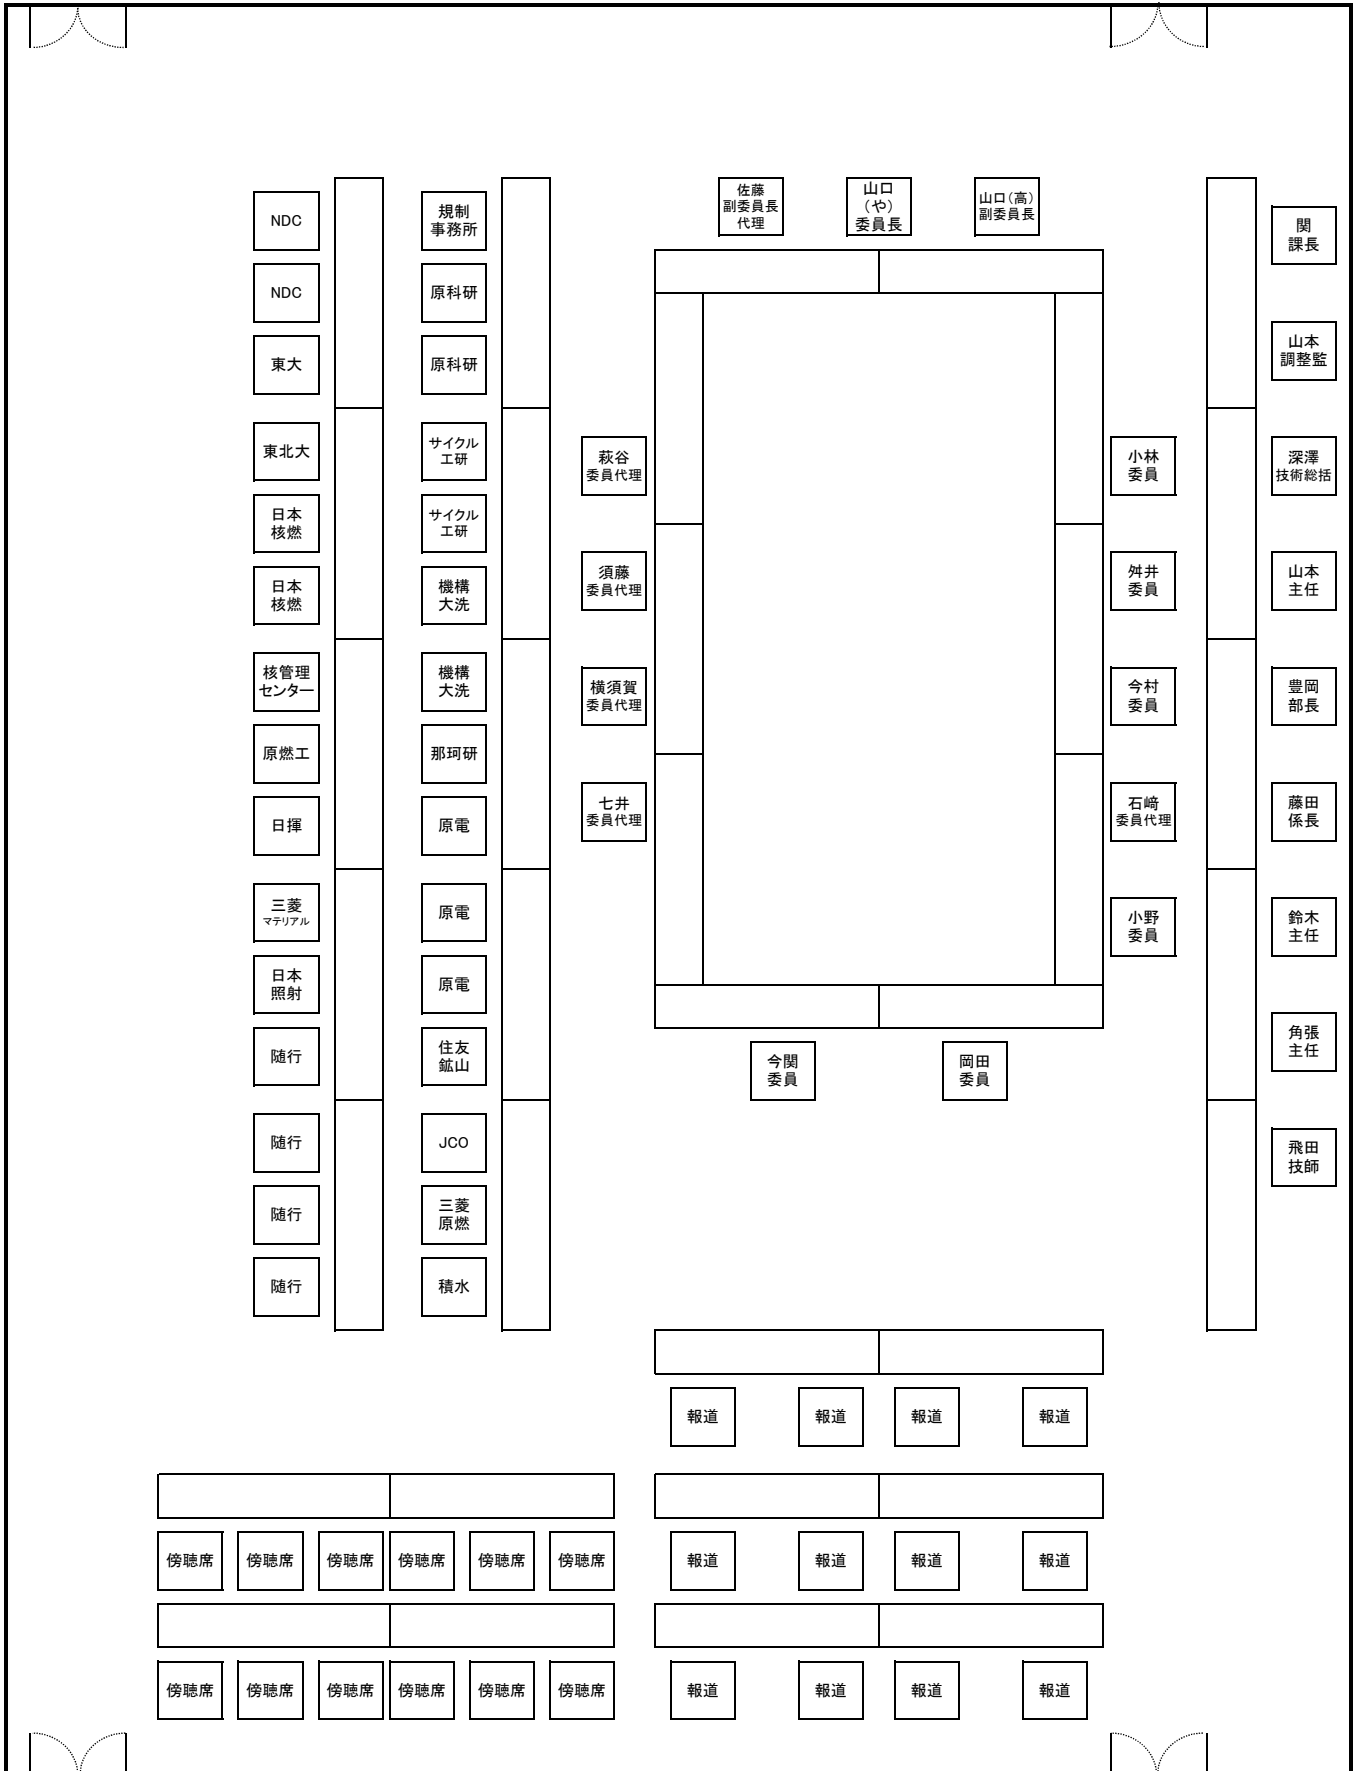 佐藤
副委員長
代理
山口
（や）
委員長
山口（高）
副委員長
NDC
NDC
東大
東北大
日本
核燃
日本
核燃
核管理
センター
原燃工
日揮
三菱
マテリアル
日本
照射
随行
随行
随行
随行
規制
事務所
原科研
原科研
サイクル
工研
サイクル
工研
機構
大洗
機構
大洗
那珂研
原電
原電
原電
住友
鉱山
JCO
三菱
原燃
積水
萩谷
委員代理
須藤
委員代理
横須賀
委員代理
七井
委員代理
小林
委員
舛井
委員
今村
委員
石﨑
委員代理
小野
委員
今関
委員
岡田
委員
関
課長
山本
調整監
深澤
技術総括
山本
主任
豊岡
部長
藤田
係長
鈴木
主任
角張
主任
飛田
技師
報道 報道 報道 報道
傍聴席 傍聴席 傍聴席 傍聴席 傍聴席 傍聴席
報道 報道 報道 報道
傍聴席 傍聴席 傍聴席 傍聴席 傍聴席 傍聴席
報道 報道 報道 報道